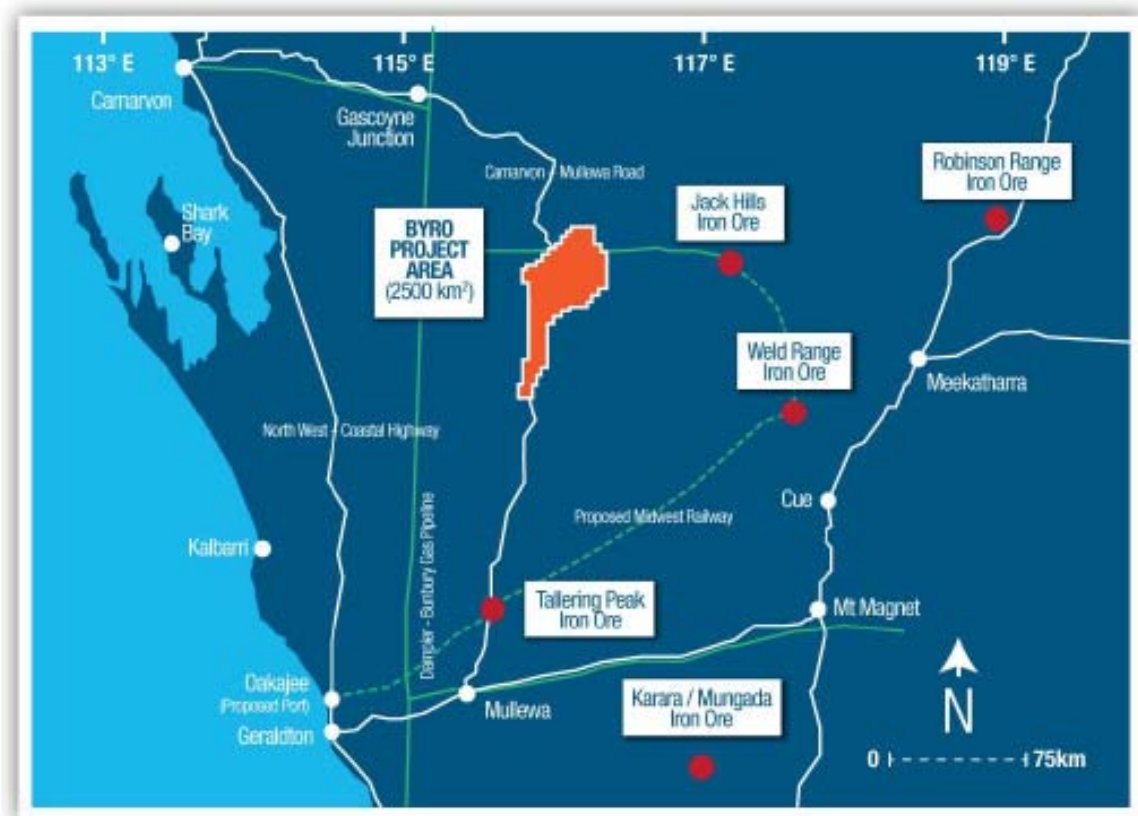 113° E
115° E
117° E
119° E
Carnarvon
Gascoyne
Junction
Carnarvon - Mullewa Road
Robinson Range
Iron Ore
Jack Hills
Iron Ore
Shark
Bay
BYRO
PROJECT
AREA
(2500 km²)
Weld Range
Iron Ore
Meekatharra
North West - Coastal Highway
Cue
Proposed Midwest Railway
Kalbarri
Dampier - Bunbury Gas Pipeline
Tallering Peak
Iron Ore
Mt Magnet
Oakajee
(Proposed Port)
Mullewa
Geraldton
Karara / Mungada
Iron Ore
N
0
75km